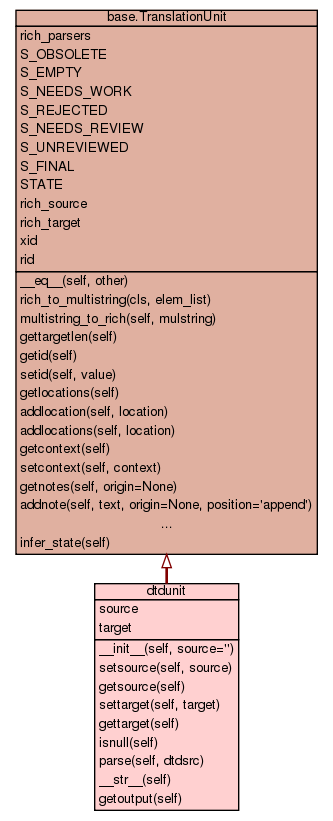 base.TranslationUnit
rich_parsers
S_OBSOLETE
S_EMPTY
S_NEEDS_WORK
S_REJECTED
S_NEEDS_REVIEW
S_UNREVIEWED
S_FINAL
STATE
rich_source
rich_target
xid
rid
__eq__(self, other)
rich_to_multistring(cls, elem_list)
multistring_to_rich(self, mulstring)
gettargetlen(self)
getid(self)
setid(self, value)
getlocations(self)
addlocation(self, location)
addlocations(self, location)
getcontext(self)
setcontext(self, context)
getnotes(self, origin=None)
addnote(self, text, origin=None, position='append')
...
infer_state(self)
dtdunit
source
target
__init__(self, source='')
setsource(self, source)
getsource(self)
settarget(self, target)
gettarget(self)
isnull(self)
parse(self, dtdsrc)
__str__(self)
getoutput(self)